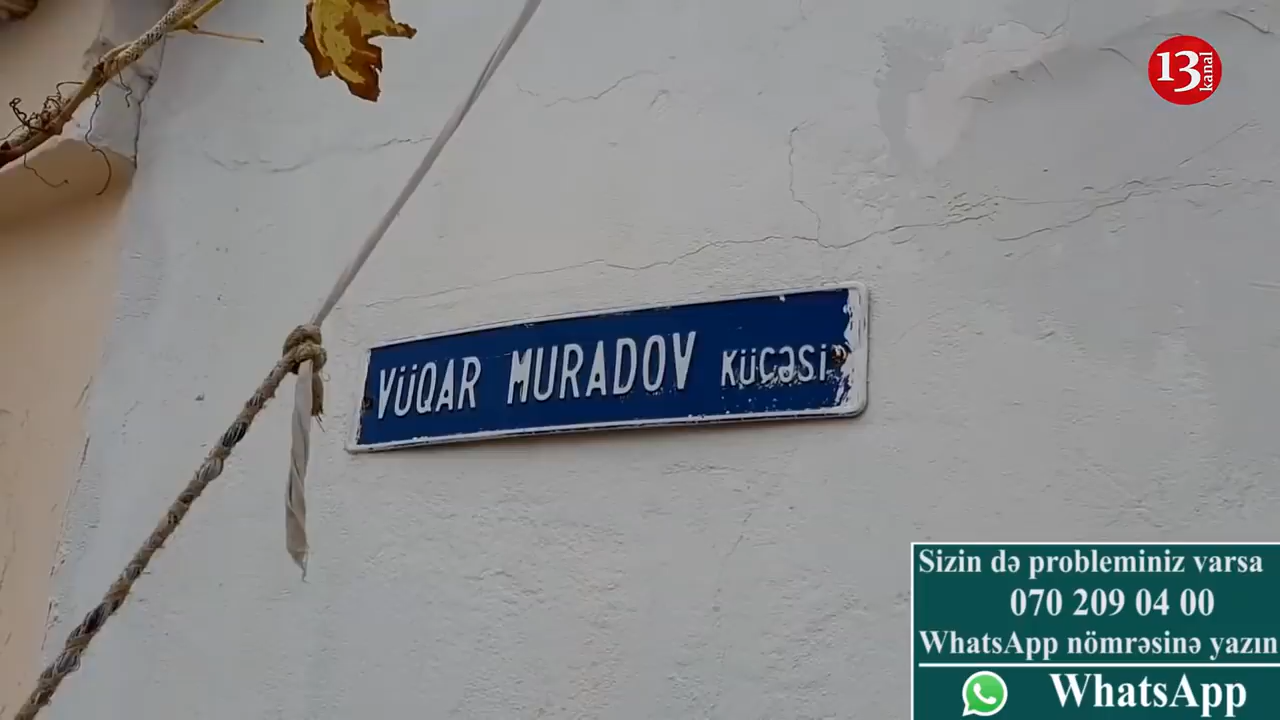 13 kanal
VÜQAR MURADOV KÜÇƏSİ
Sizin də probleminiz varsa
070 209 04 00
WhatsApp nömrəsinə yazın
WhatsApp